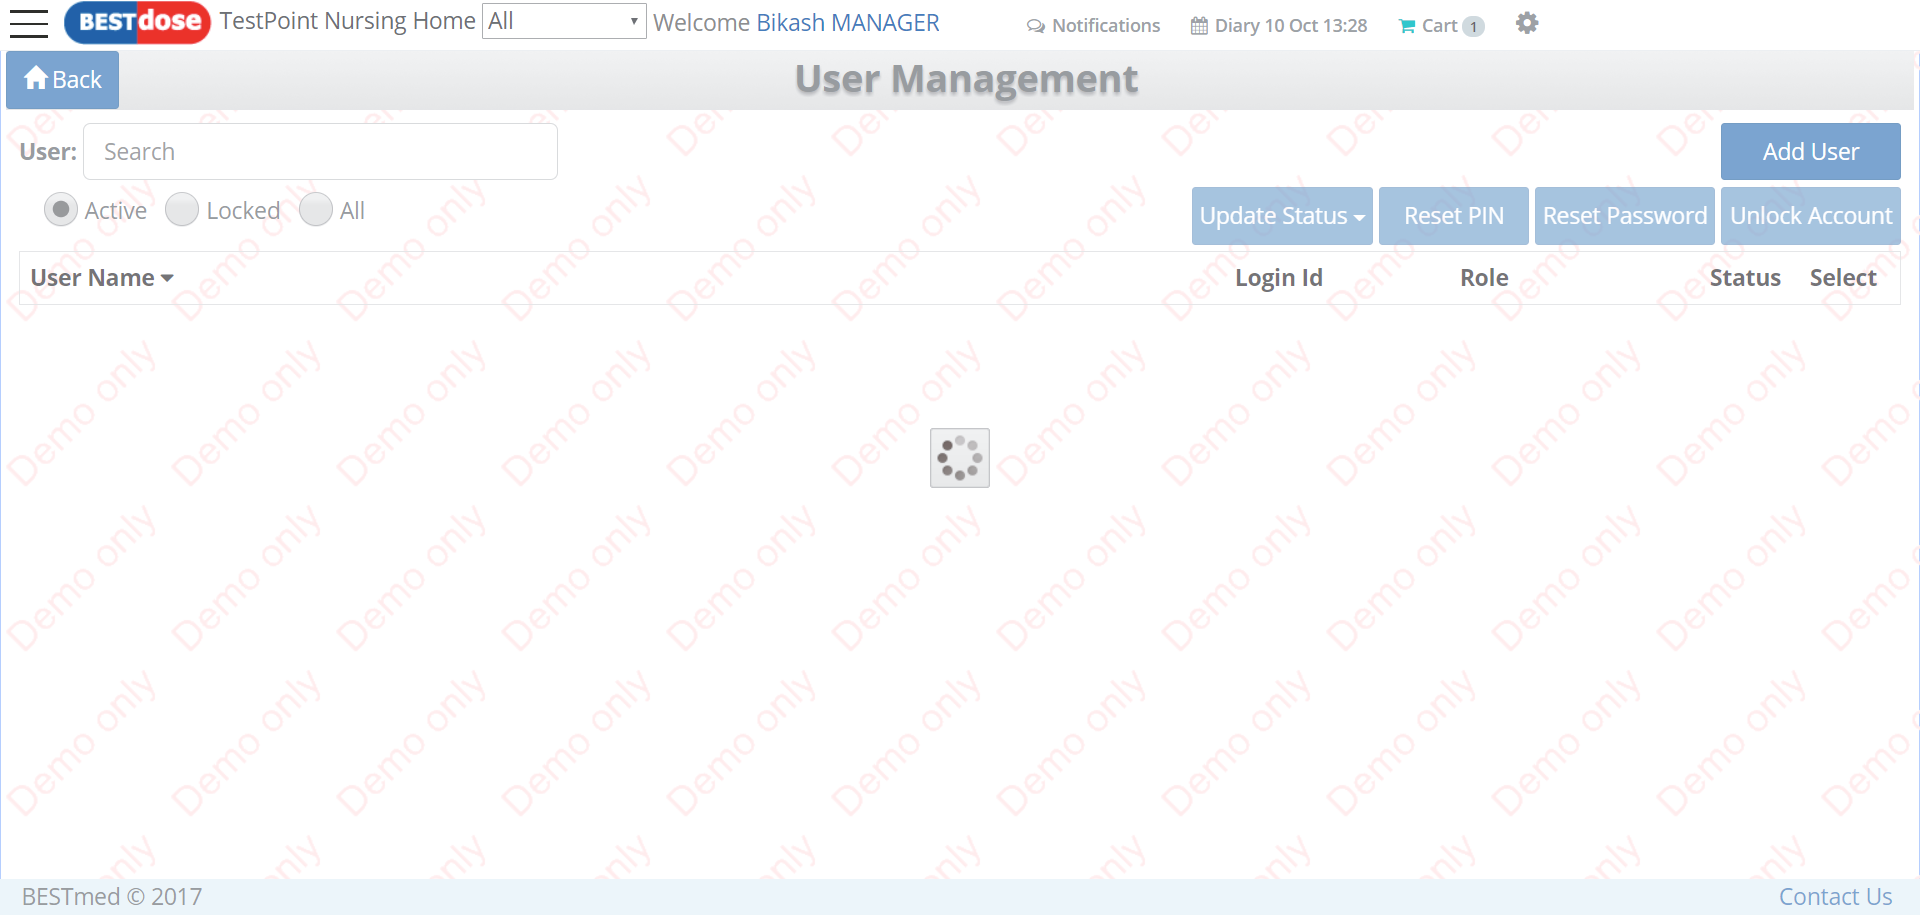 BESTdose TestPoint Nursing Home All Welcome Bikash MANAGER Notifications Diary 10 Oct 13:28 Cart 1
Back User Management
User: Search Add User
Active Locked All Update Status Reset PIN Reset Password Unlock Account
User Name Login Id Role Status Select
Demo only
BESTmed © 2017 Contact Us